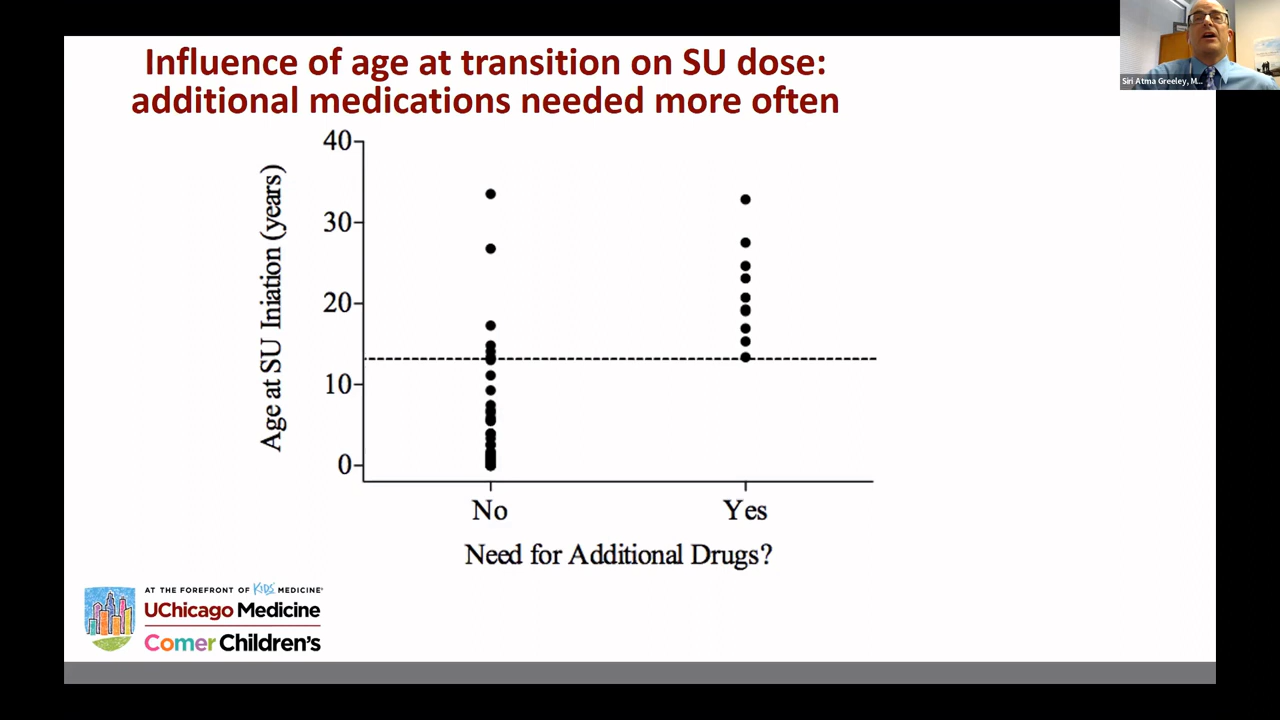 Influence of age at transition on SU dose:
additional medications needed more often
Siri Atma Greeley, M...
Age at SU Iniation (years)
40
30
20
10
0
No
Yes
Need for Additional Drugs?
AT THE FOREFRONT OF KiDS MEDICINE®
UChicago Medicine
Comer Children's